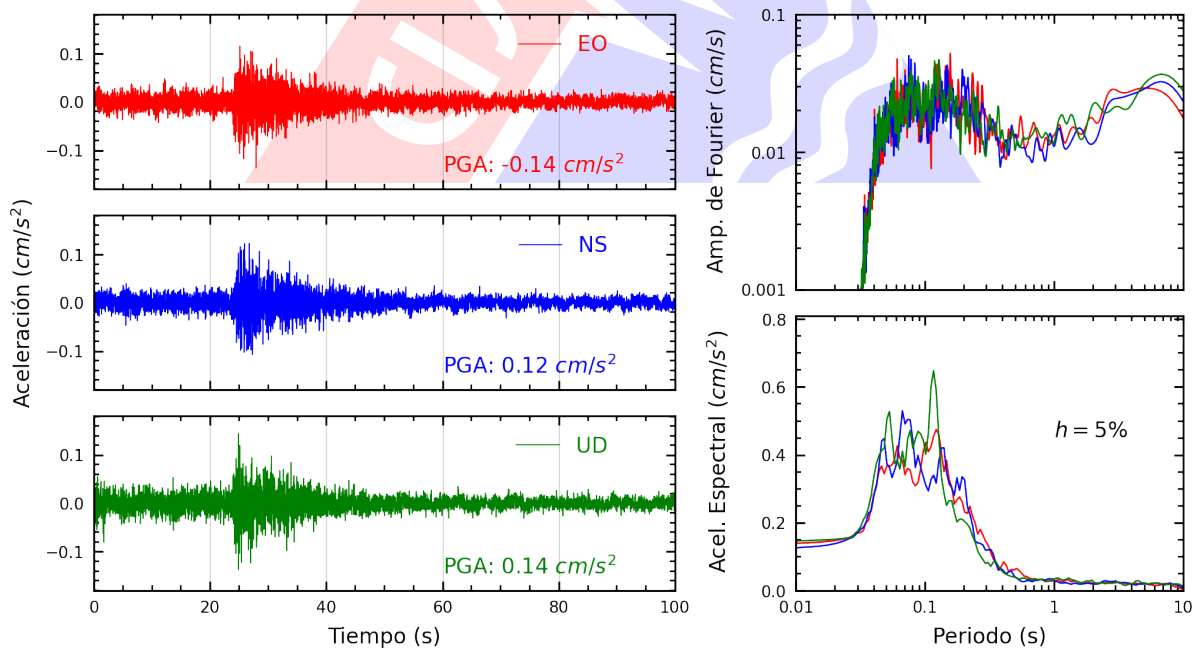 Aceleración (cm/s²)
0.1
0.0
−0.1
EO
PGA: -0.14 cm/s²
0.1
0.0
−0.1
NS
PGA: 0.12 cm/s²
0.1
0.0
−0.1
UD
PGA: 0.14 cm/s²
0 20 40 60 80 100
Tiempo (s)
Amp. de Fourier (cm/s)
0.1
0.01
0.001
Acel. Espectral (cm/s²)
0.8
0.6
0.4
0.2
0.0
h = 5%
0.01 0.1 1 10
Periodo (s)